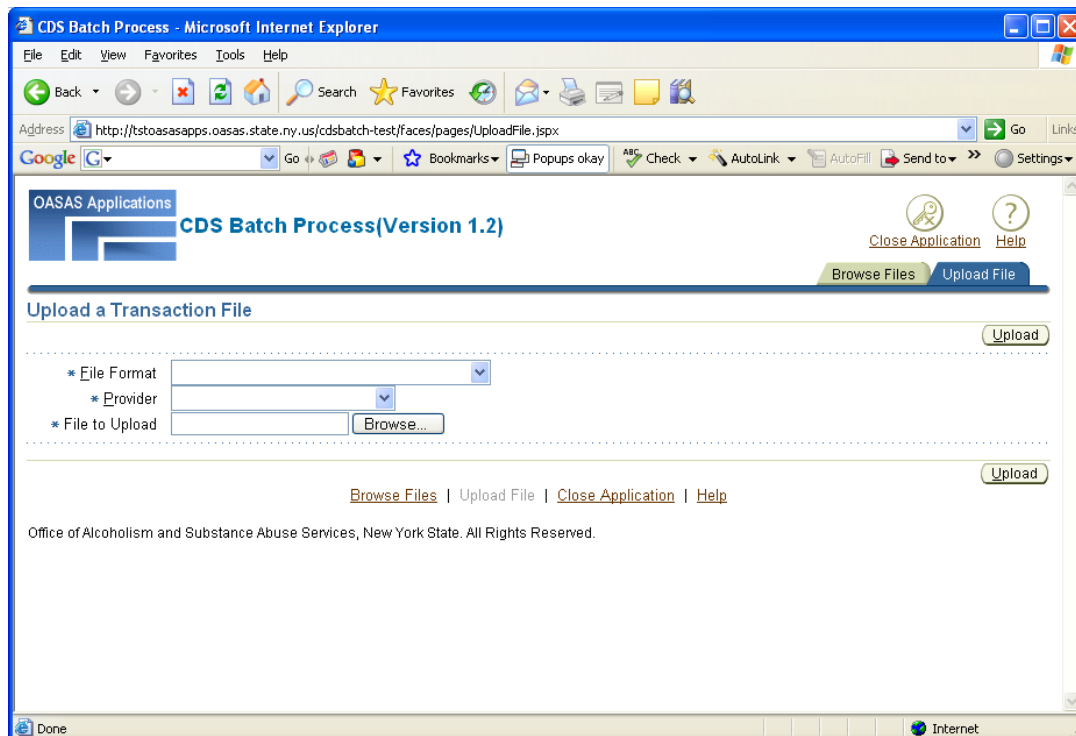 CDS Batch Process - Microsoft Internet Explorer
File Edit View Favorites Tools Help
Back Search Favorites
Address http://tstoasasapps.oasas.state.ny.us/cdsbatch-test/faces/pages/UploadFile.jspx Go Links
Google G Go Bookmarks Popups okay ABC Check AutoLink AutoFill Send to Settings
OASAS Applications
CDS Batch Process(Version 1.2)
Close Application Help
Browse Files Upload File
Upload a Transaction File
Upload
* File Format
* Provider
* File to Upload Browse...
Upload
Browse Files | Upload File | Close Application | Help
Office of Alcoholism and Substance Abuse Services, New York State. All Rights Reserved.
Done Internet